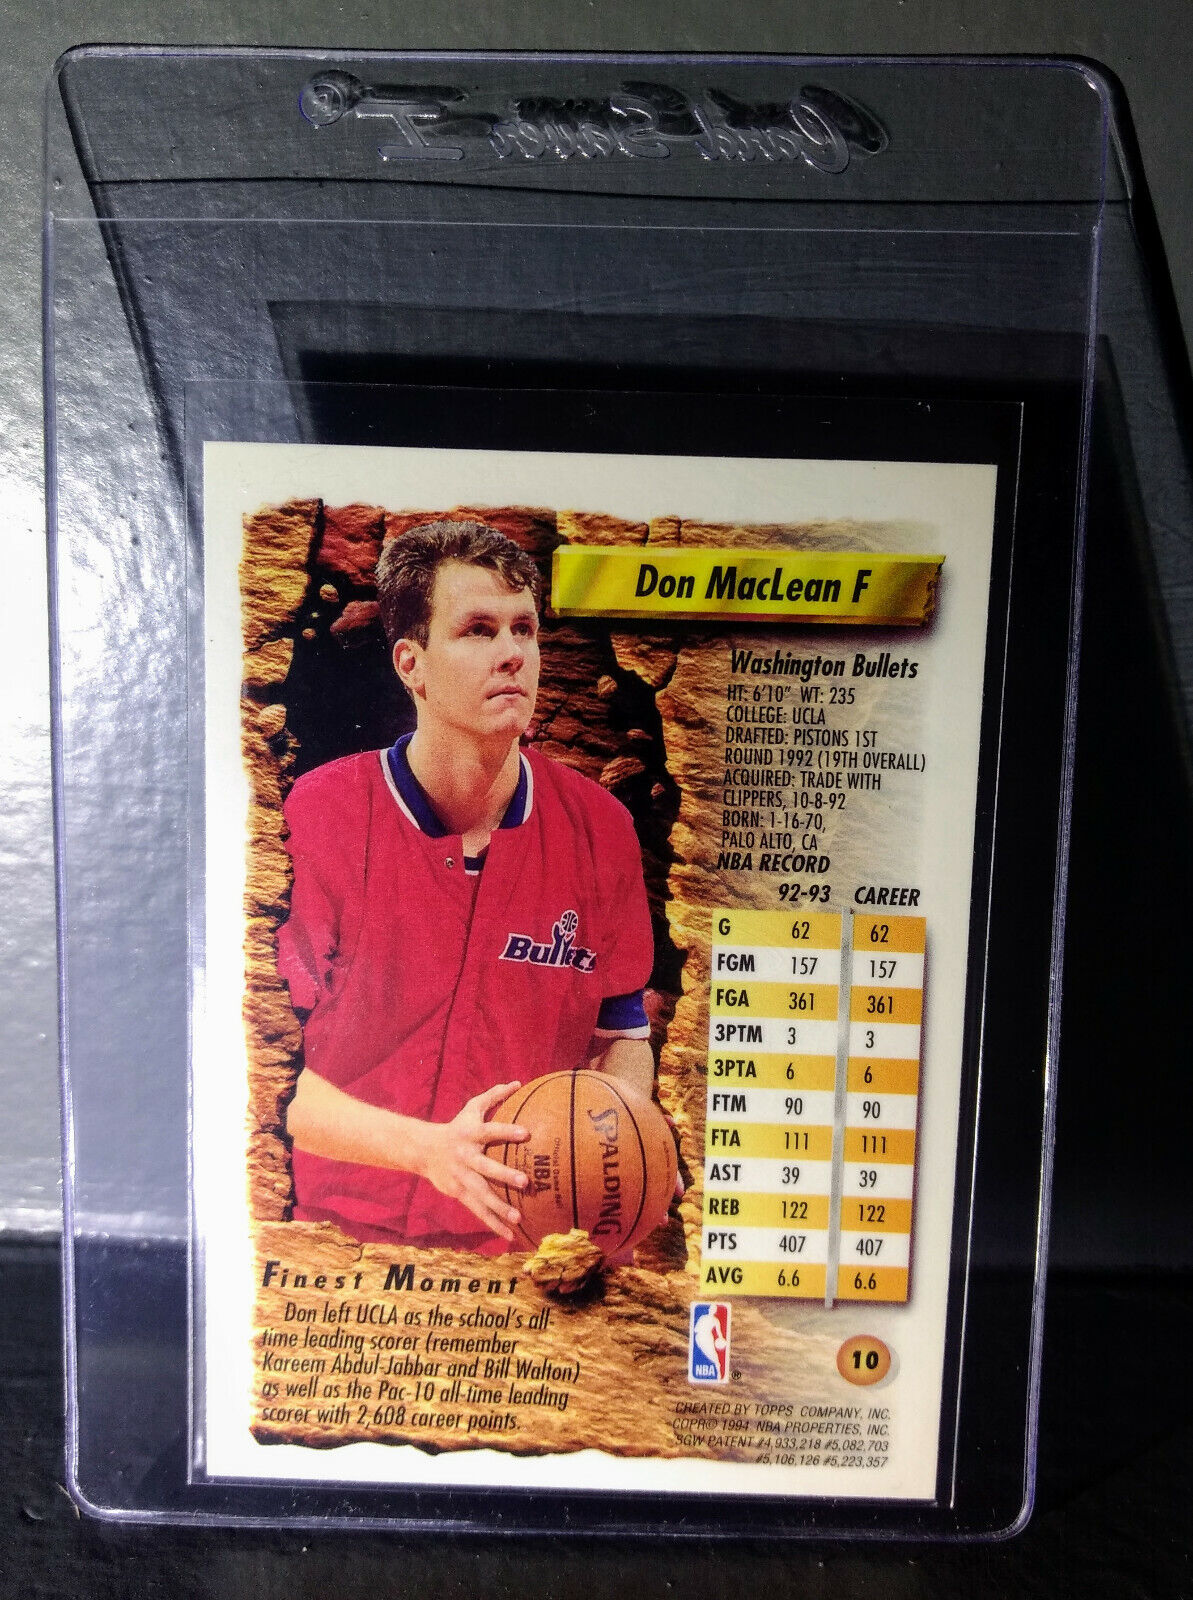 Card Saver I®
Don MacLean F
Washington Bullets
HT: 6'10" WT: 235
COLLEGE: UCLA
DRAFTED: PISTONS 1ST
ROUND 1992 (19TH OVERALL)
ACQUIRED: TRADE WITH
CLIPPERS, 10-8-92
BORN: 1-16-70,
PALO ALTO, CA
NBA RECORD
92-93 CAREER
G 62 62
FGM 157 157
FGA 361 361
3PTM 3 3
3PTA 6 6
FTM 90 90
FTA 111 111
AST 39 39
REB 122 122
PTS 407 407
AVG 6.6 6.6
Bullets
SPALDING
NBA
Finest Moment
Don left UCLA as the school's all-
time leading scorer (remember
Kareem Abdul-Jabbar and Bill Walton)
as well as the Pac-10 all-time leading
scorer with 2,608 career points.
NBA ®
10
CREATED BY TOPPS COMPANY, INC.
COPR© 1994 NBA PROPERTIES, INC.
SGW PATENT #4,933,218 #5,082,703
#5,106,126 #5,223,357